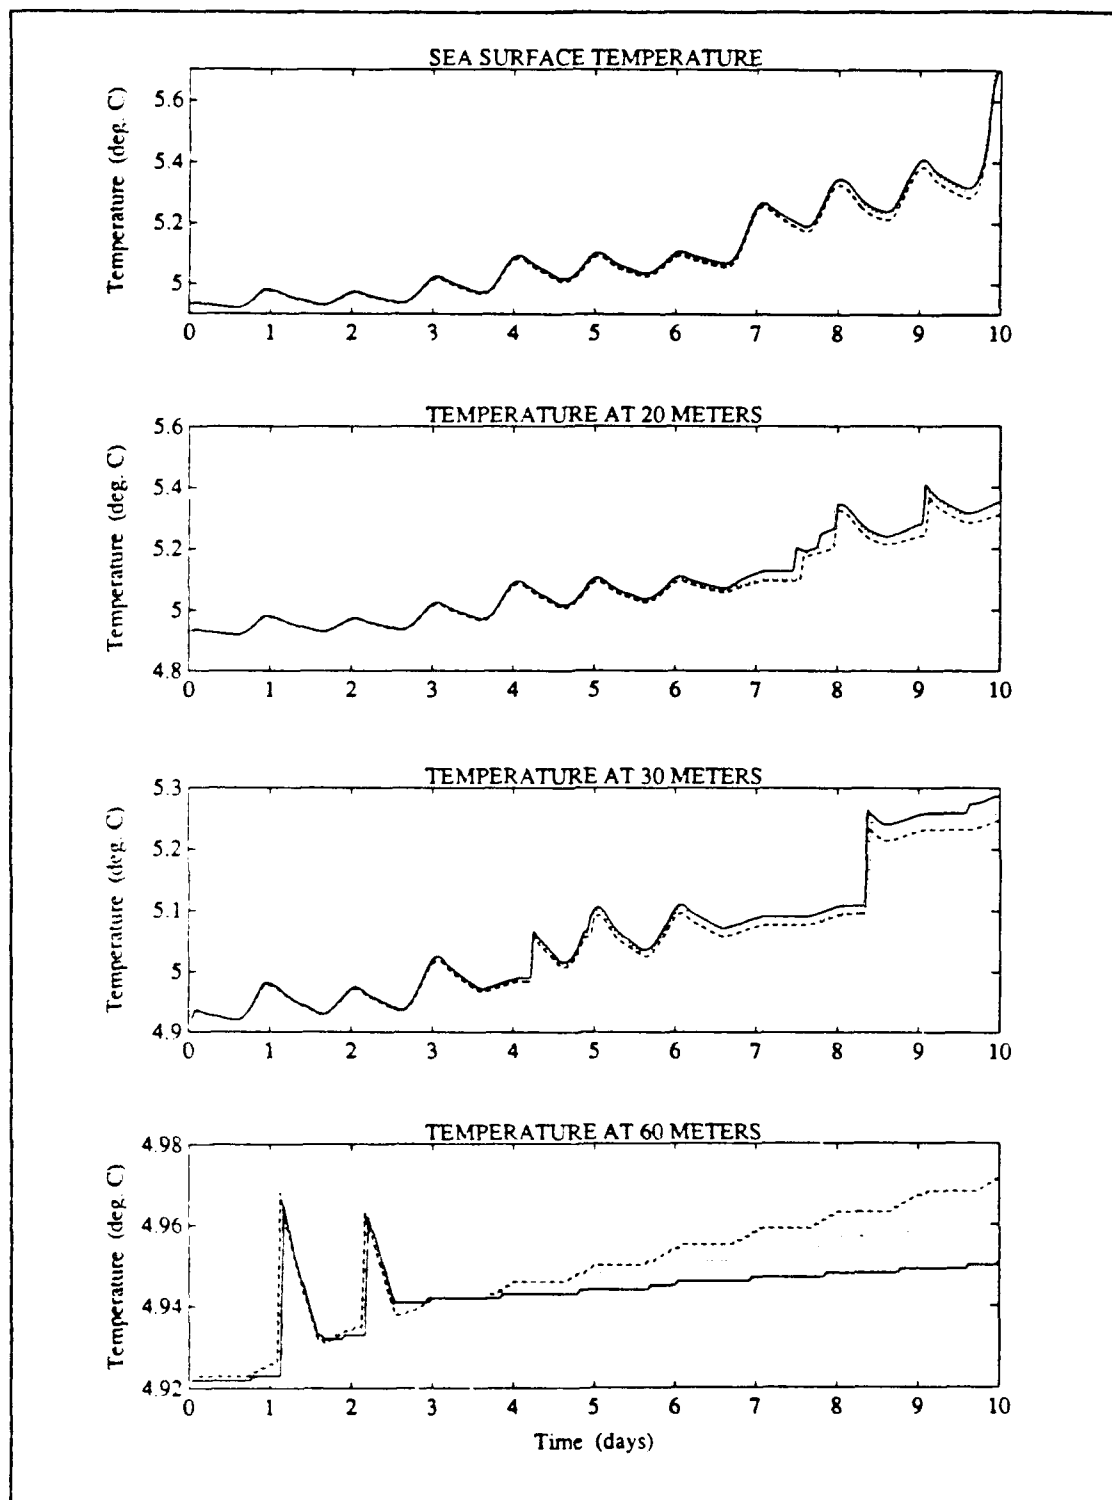 SEA SURFACE TEMPERATURE
Temperature (deg. C)
5.6
5.4
5.2
5
0 1 2 3 4 5 6 7 8 9 10
TEMPERATURE AT 20 METERS
Temperature (deg. C)
5.6
5.4
5.2
5
4.8
0 1 2 3 4 5 6 7 8 9 10
TEMPERATURE AT 30 METERS
Temperature (deg. C)
5.3
5.2
5.1
5
4.9
0 1 2 3 4 5 6 7 8 9 10
TEMPERATURE AT 60 METERS
Temperature (deg. C)
4.98
4.96
4.94
4.92
0 1 2 3 4 5 6 7 8 9 10
Time (days)